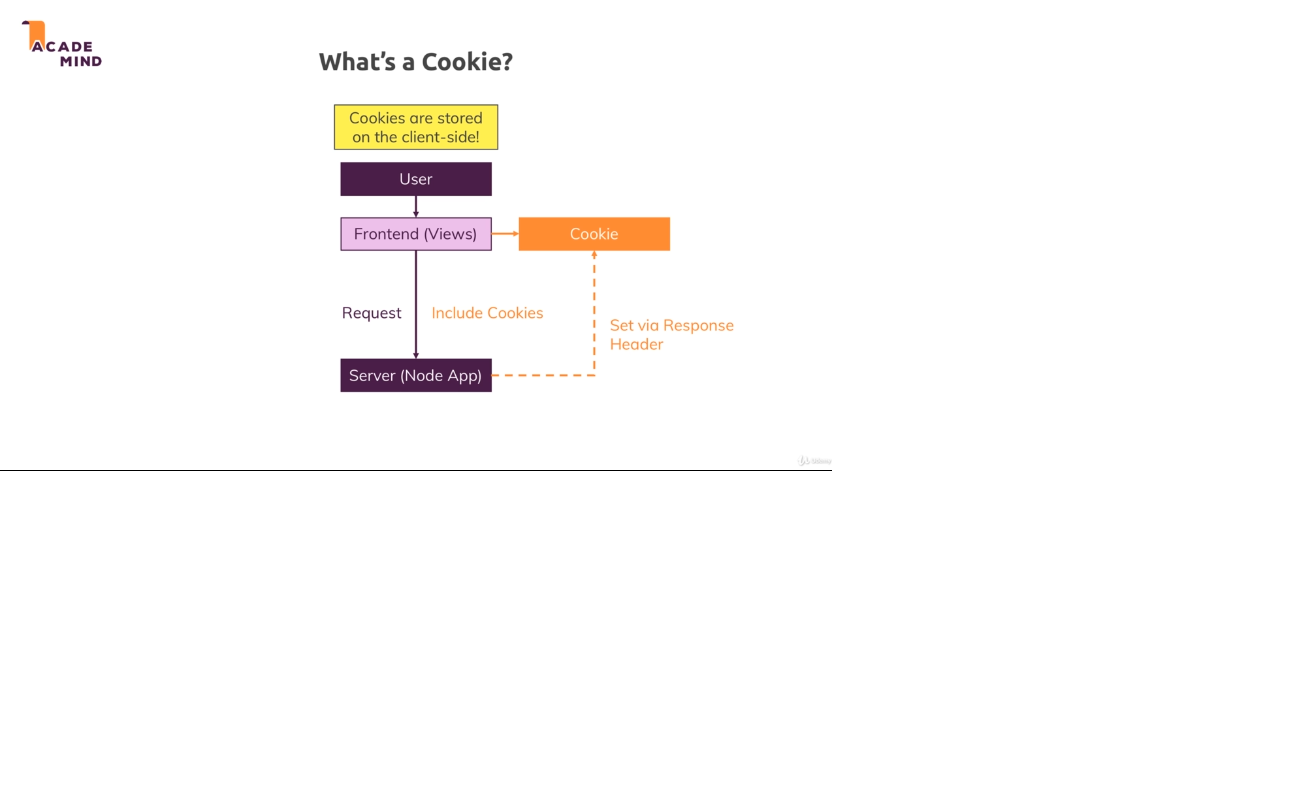 ACADE
MIND
What's a Cookie?
Cookies are stored
on the client-side!
User
Frontend (Views)
Cookie
Request
Include Cookies
Set via Response
Header
Server (Node App)